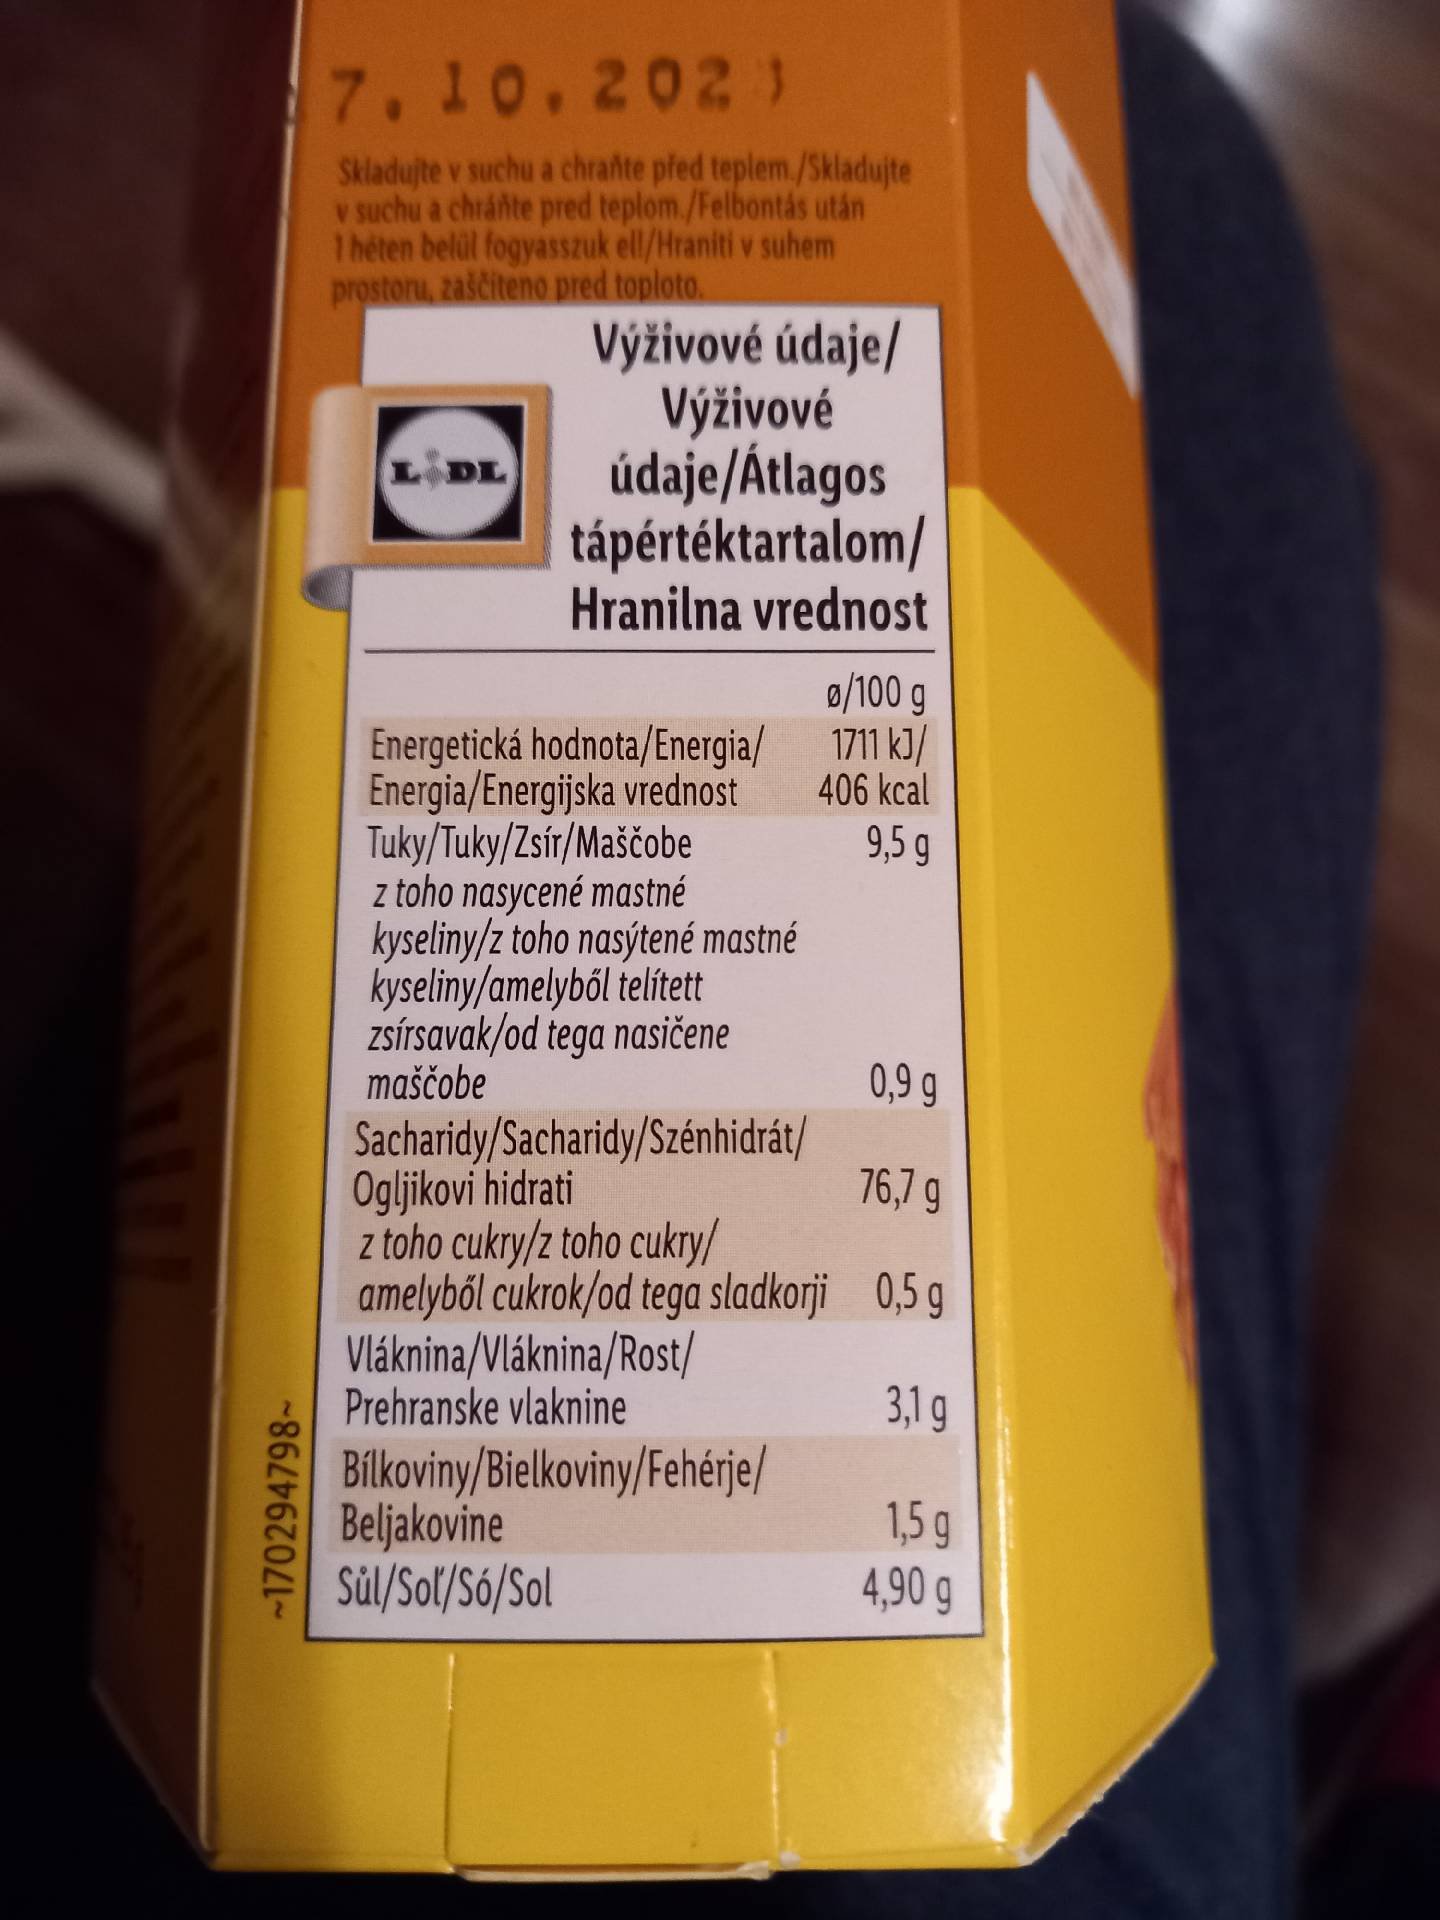 7.10.202
Skladujte v suchu a chraňte před teplem./Skladujte
v suchu a chráňte pred teplom./Felbontás után
1 héten belül fogyasszuk el!/Hraniti v suhem
prostoru, zaščiteno pred toploto.
LIDL
Výživové údaje/
Výživové
údaje/Átlagos
tápértéktartalom/
Hranilna vrednost
ø/100 g
Energetická hodnota/Energia/ 1711 kJ/
Energia/Energijska vrednost 406 kcal
Tuky/Tuky/Zsír/Maščobe 9,5 g
z toho nasycené mastné
kyseliny/z toho nasýtené mastné
kyseliny/amelyből telített
zsírsavak/od tega nasičene
maščobe 0,9 g
Sacharidy/Sacharidy/Szénhidrát/
Ogljikovi hidrati 76,7 g
z toho cukry/z toho cukry/
amelyből cukrok/od tega sladkorji 0,5 g
Vláknina/Vláknina/Rost/
Prehranske vlaknine 3,1 g
Bílkoviny/Bielkoviny/Fehérje/
Beljakovine 1,5 g
Sůl/Soľ/Só/Sol 4,90 g
~170294798~